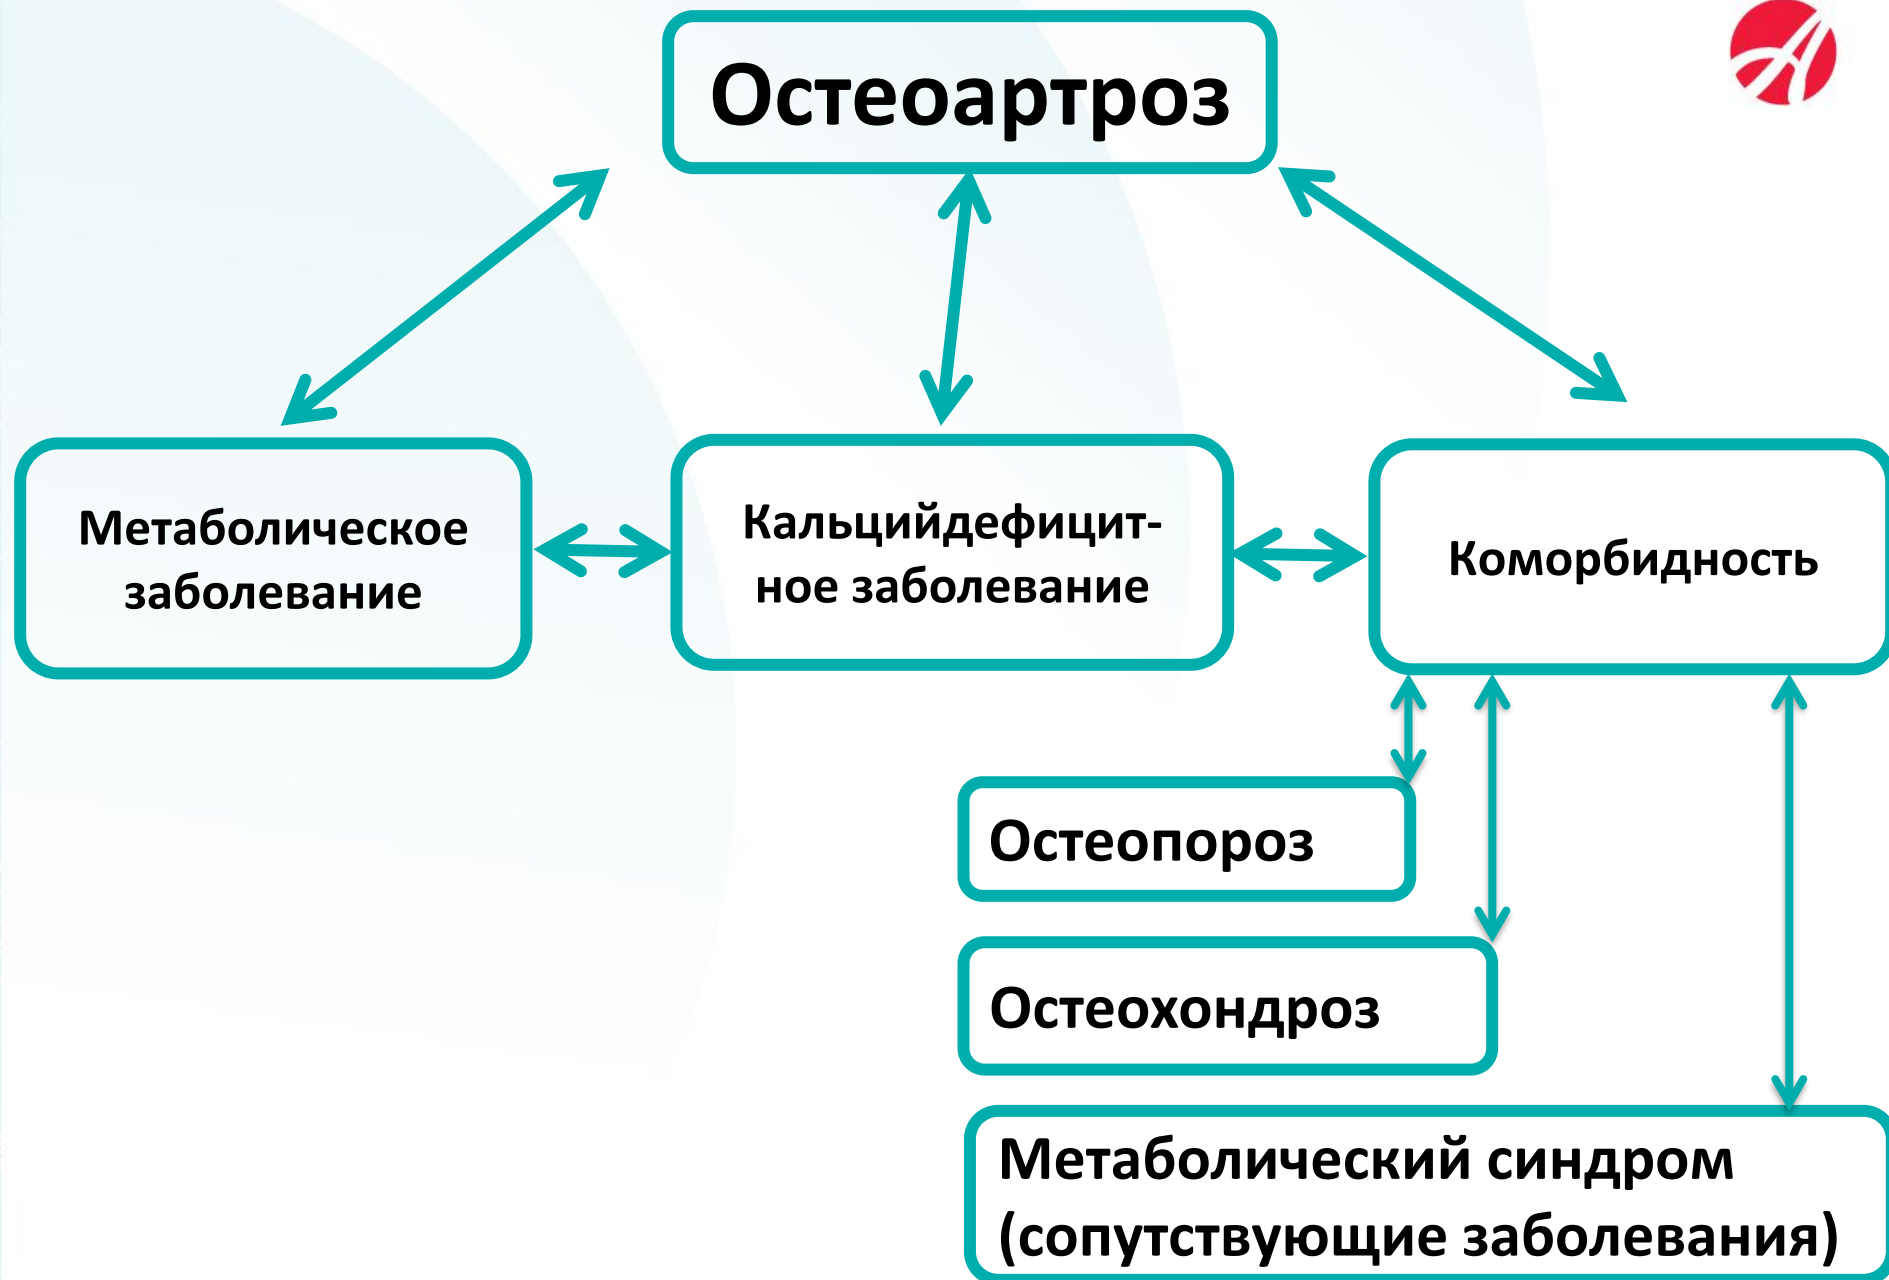 Остеоартроз
Метаболическое
заболевание
Кальцийдефицит-
ное заболевание
Коморбидность
Остеопороз
Остеохондроз
Метаболический синдром
(сопутствующие заболевания)